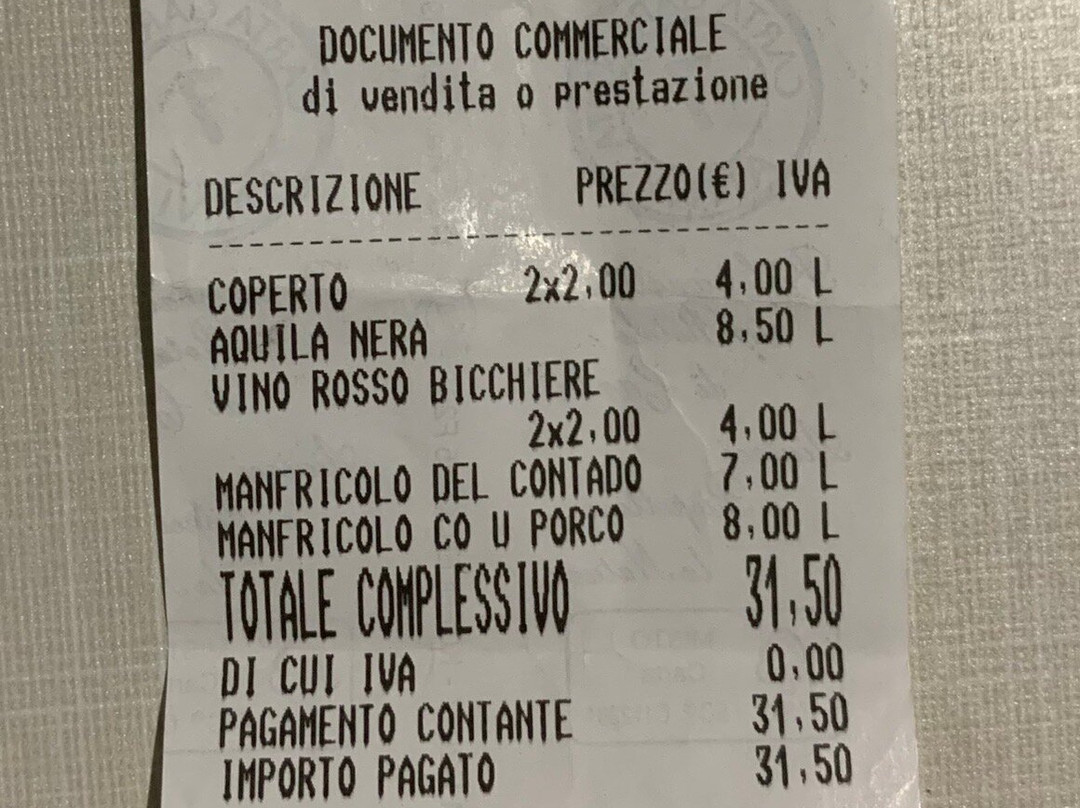 DOCUMENTO COMMERCIALE
di vendita o prestazione
DESCRIZIONE PREZZO(€) IVA
COPERTO 2x2,00 4,00 L
AQUILA NERA 8,50 L
VINO ROSSO BICCHIERE
2x2,00 4,00 L
MANFRICOLO DEL CONTADO 7,00 L
MANFRICOLO CO U PORCO 8,00 L
TOTALE COMPLESSIVO 31,50
DI CUI IVA 0,00
PAGAMENTO CONTANTE 31,50
IMPORTO PAGATO 31,50